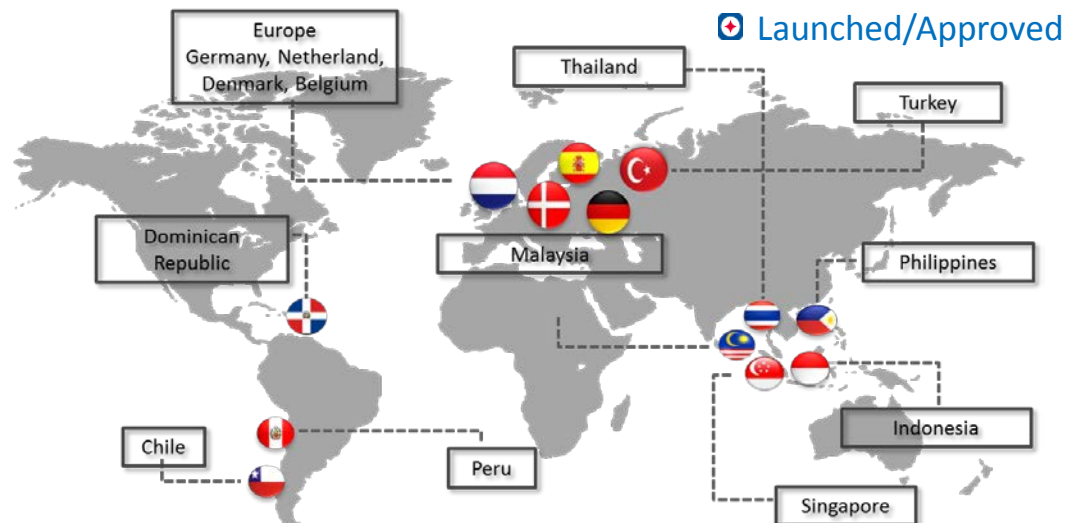 Launched/Approved
Europe
Germany, Netherland,
Denmark, Belgium
Thailand
Turkey
Dominican
Republic
Malaysia
Philippines
Chile
Peru
Indonesia
Singapore